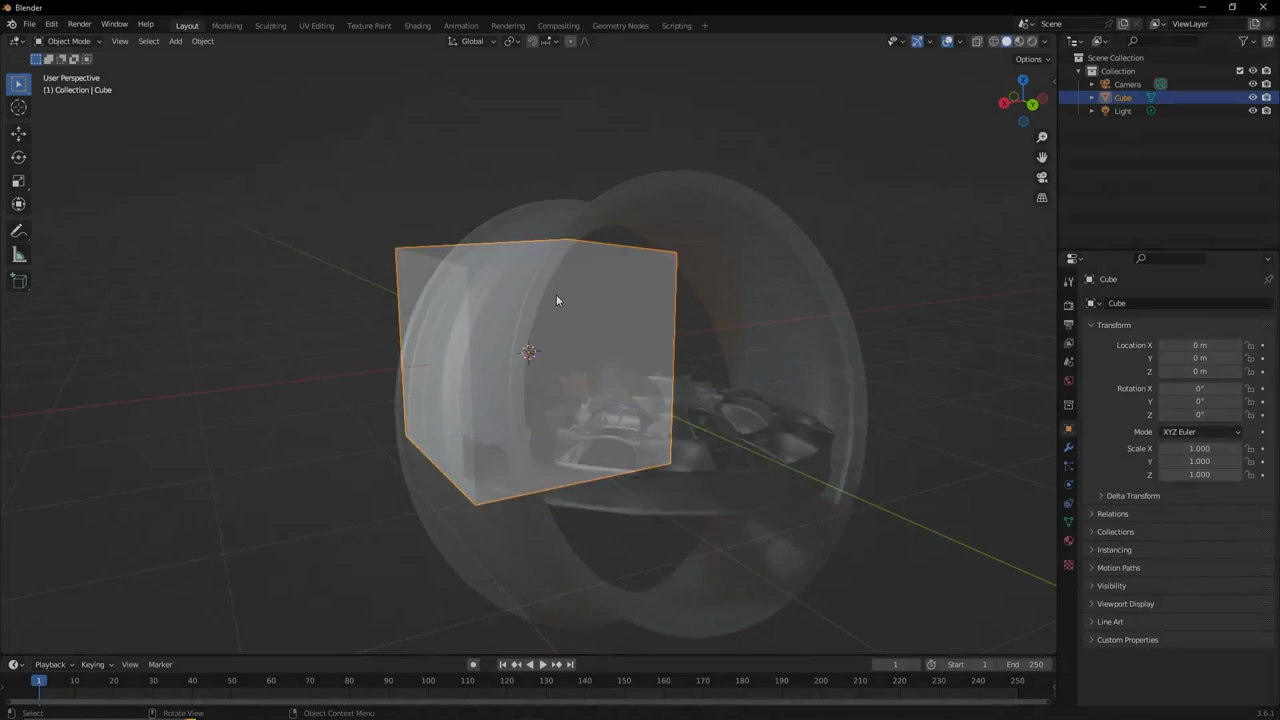 Blender
File Edit Render Window Help Layout Modeling Sculpting UV Editing Texture Paint Shading Animation Rendering Compositing Geometry Nodes Scripting + Scene ViewLayer
Object Mode View Select Add Object Global
Options
User Perspective
(1) Collection | Cube
X Y Z
Scene Collection
Collection
Camera
Cube
Light
Cube
Cube
Transform
Location X 0 m
Y 0 m
Z 0 m
Rotation X 0°
Y 0°
Z 0°
Mode XYZ Euler
Scale X 1.000
Y 1.000
Z 1.000
Delta Transform
Relations
Collections
Instancing
Motion Paths
Visibility
Viewport Display
Line Art
Custom Properties
Playback Keying View Marker 1 Start 1 End 250
1 10 20 30 40 50 60 70 80 90 100 110 120 130 140 150 160 170 180 190 200 210 220 230 240 250
Select Rotate View Object Context Menu 3.6.1